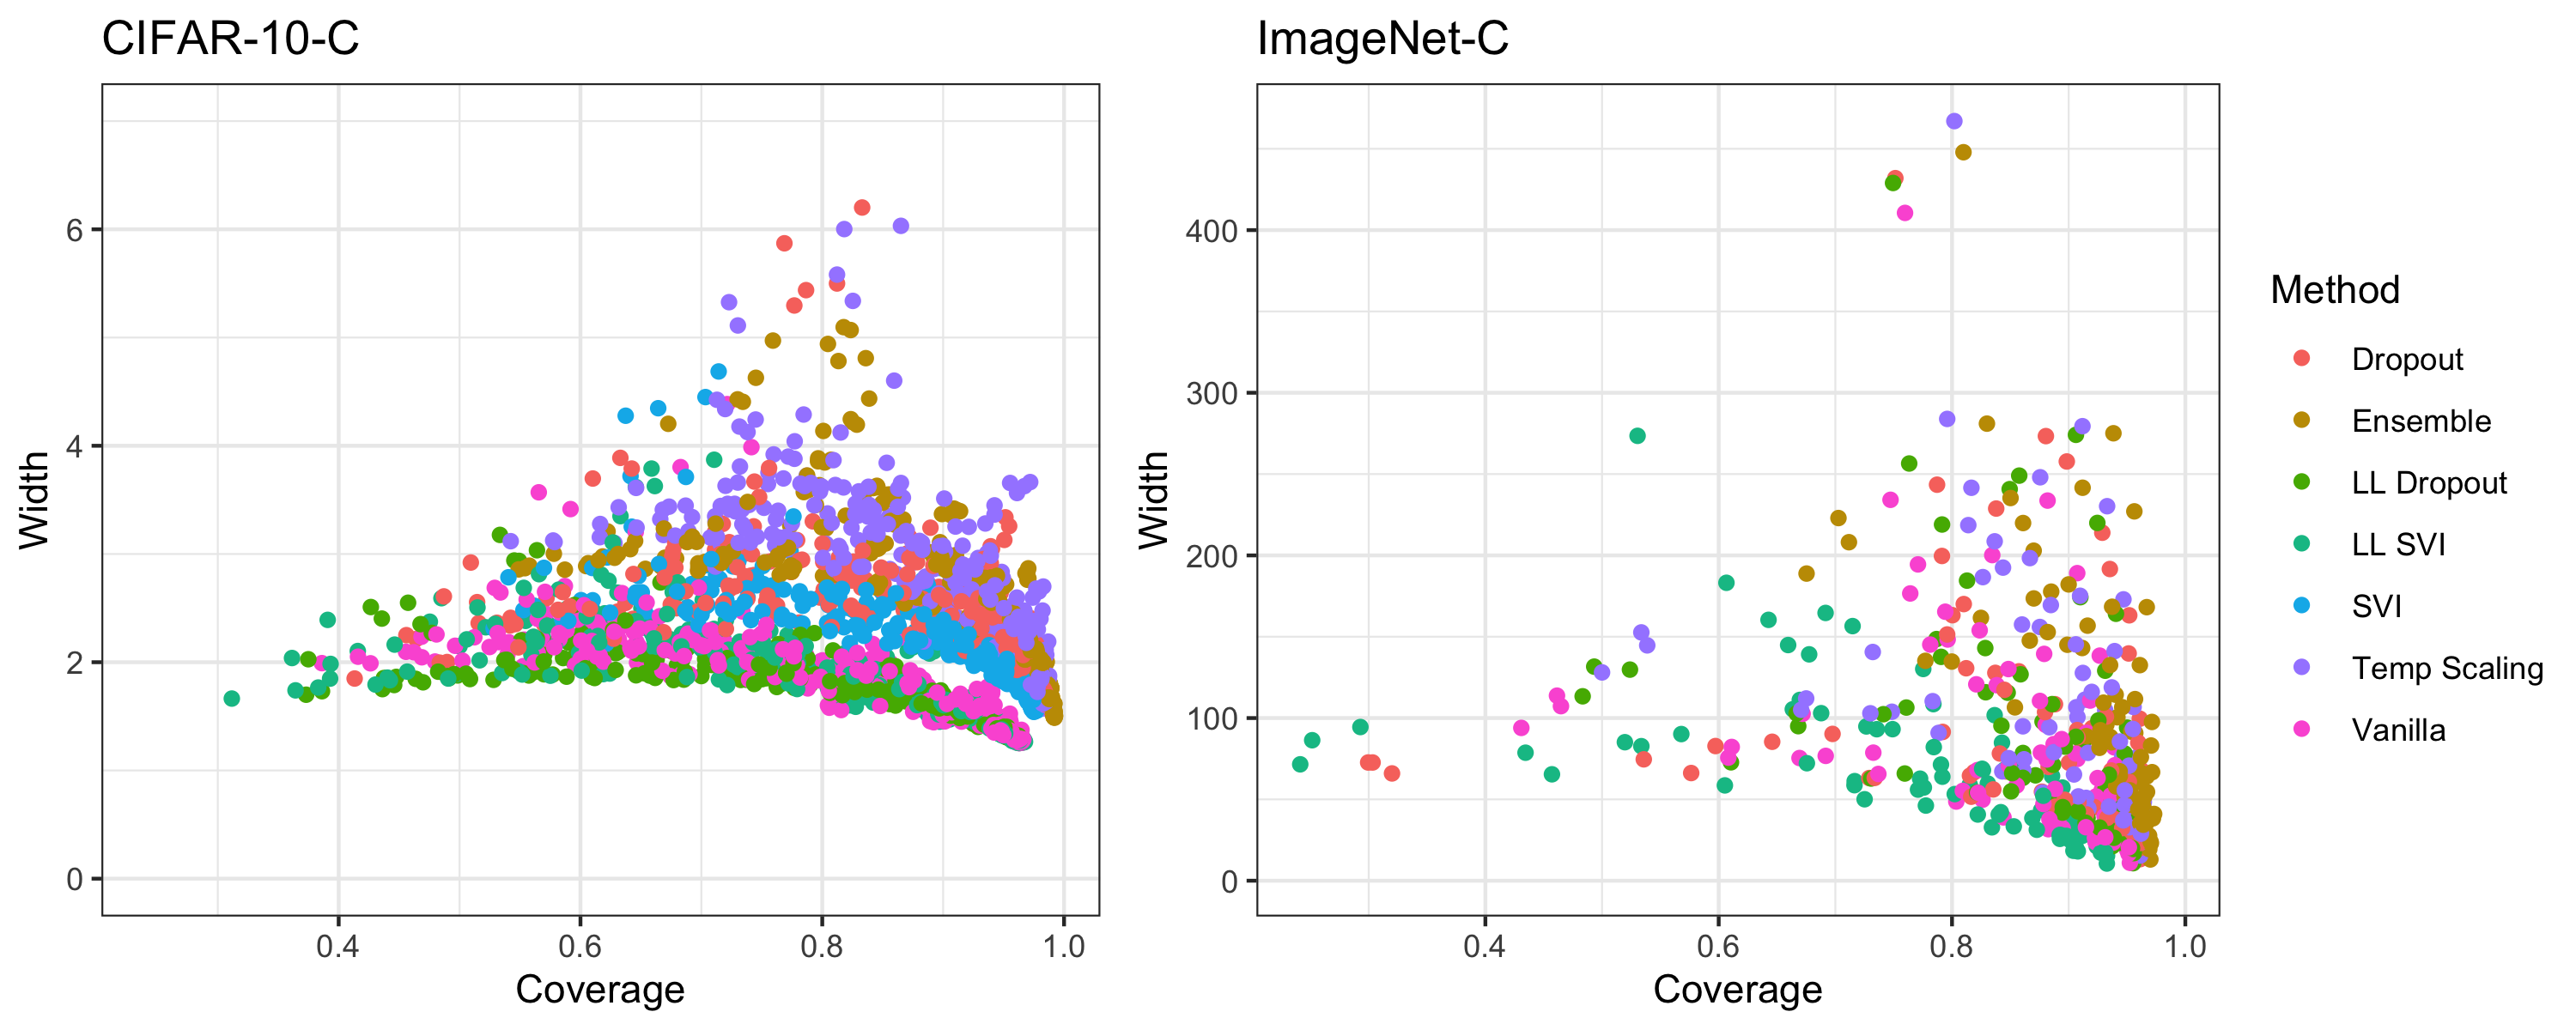 CIFAR-10-C
Width
6
4
2
0
0.4 0.6 0.8 1.0
Coverage
ImageNet-C
Width
400
300
200
100
0
0.4 0.6 0.8 1.0
Coverage
Method
Dropout
Ensemble
LL Dropout
LL SVI
SVI
Temp Scaling
Vanilla